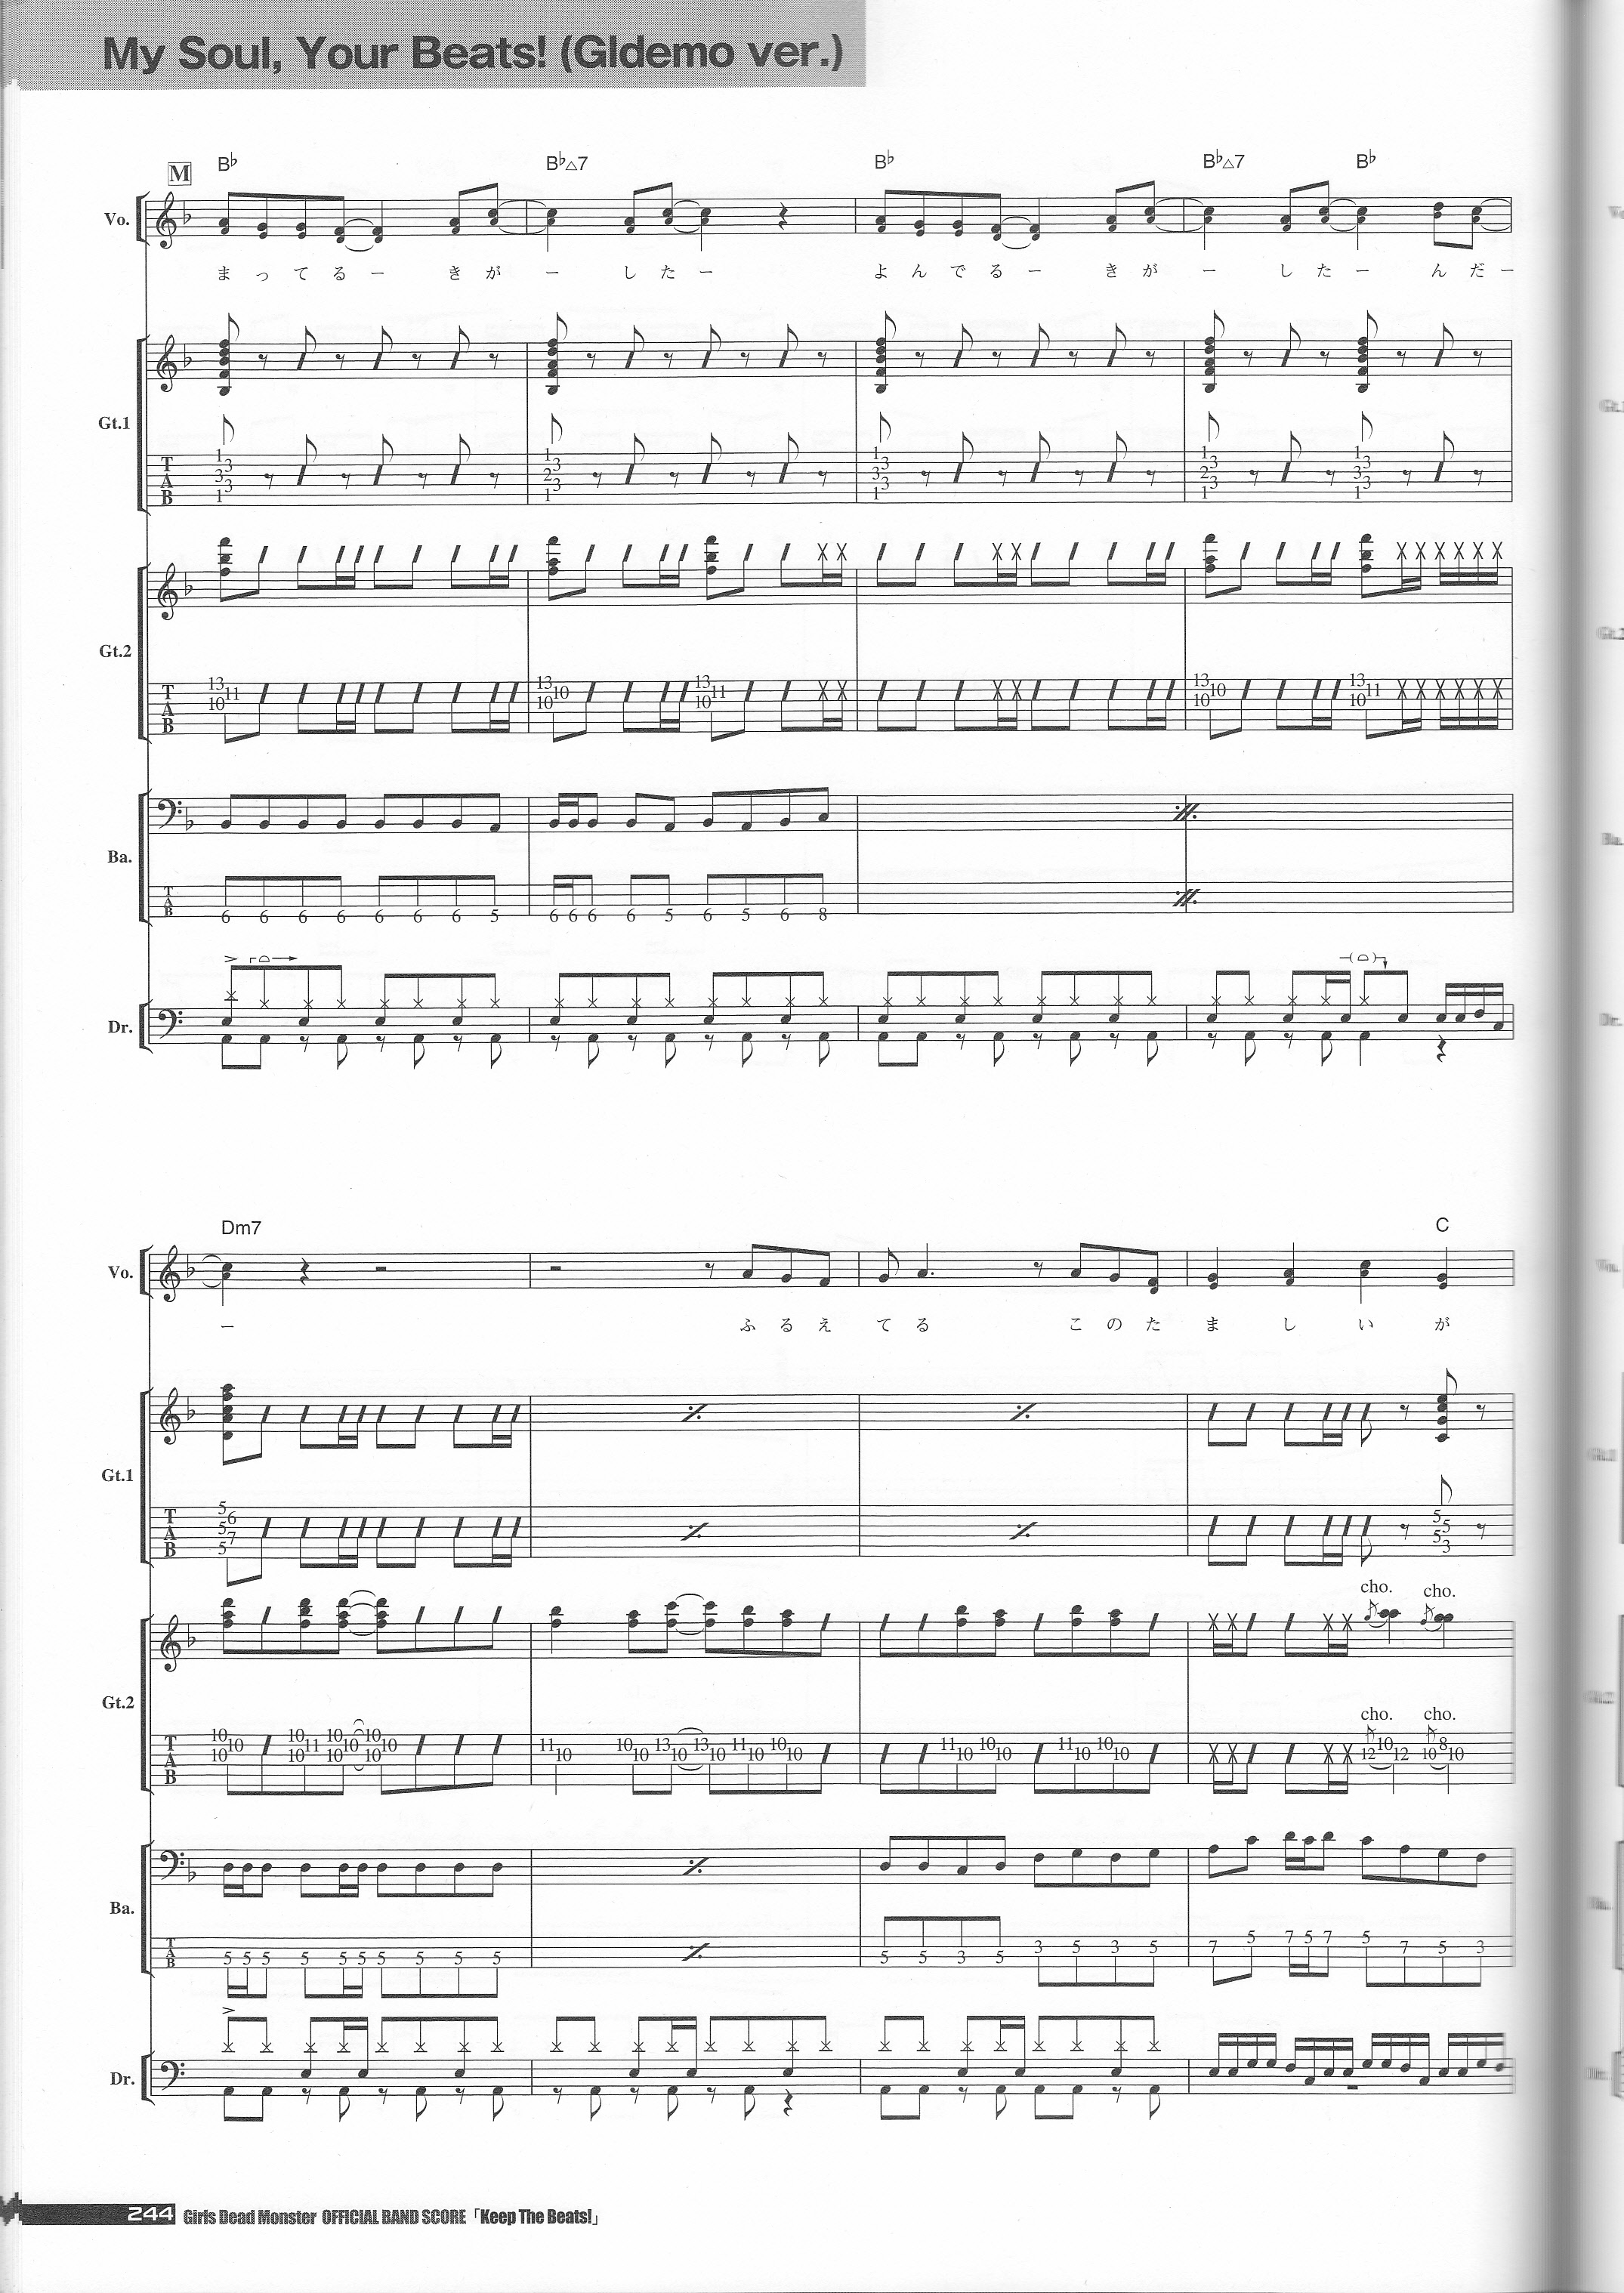 My Soul, Your Beats! (Gldemo ver.)
M B♭ B♭△7 B♭ B♭△7 B♭
Vo.
まってるー きがー したー よんでるー きがー したー んだー
Gt.1
T A B
1 3 3 3 1 1 3 2 3 1 1 3 3 3 1 1 3 2 3 1 1 3 3 3 1
Gt.2
T A B
13 11 10 13 10 10 13 11 10 13 10 10 13 11 10
Ba.
T A B
6 6 6 6 6 6 6 5 6 6 6 6 5 6 5 6 8
Dr.
Dm7 C
Vo.
ー ふるえ てる このた ましいが
Gt.1
T A B
5 6 5 7 5 5 5 5 3
cho. cho.
Gt.2
cho. cho.
T A B
10 10 10 10 11 10 10 10 10 10 10 10 11 10 10 10 13 10 13 10 11 10 10 10 11 10 10 10 11 10 10 10 12 10 12 10 8 10
Ba.
T A B
5 5 5 5 5 5 5 5 5 5 5 5 3 5 3 5 3 5 7 5 7 5 7 5 7 5 3
Dr.
244 Girls Dead Monster OFFICIAL BAND SCORE「Keep The Beats!」